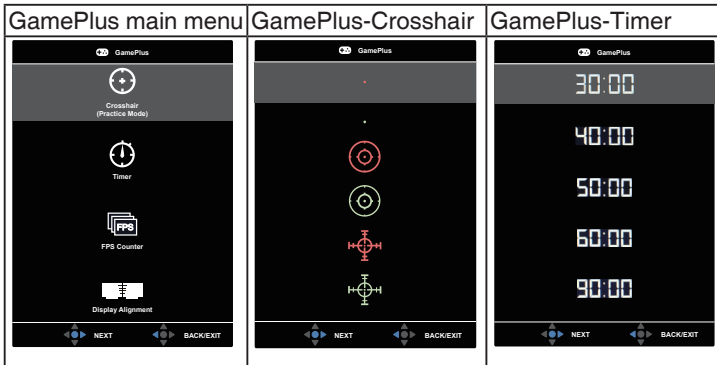 GamePlus main menu
GamePlus-Crosshair
GamePlus-Timer
GamePlus
Crosshair
(Practice Mode)
Timer
FPS
FPS Counter
Display Alignment
NEXT BACK/EXIT
GamePlus
NEXT BACK/EXIT
GamePlus
30:00
40:00
50:00
60:00
90:00
NEXT BACK/EXIT